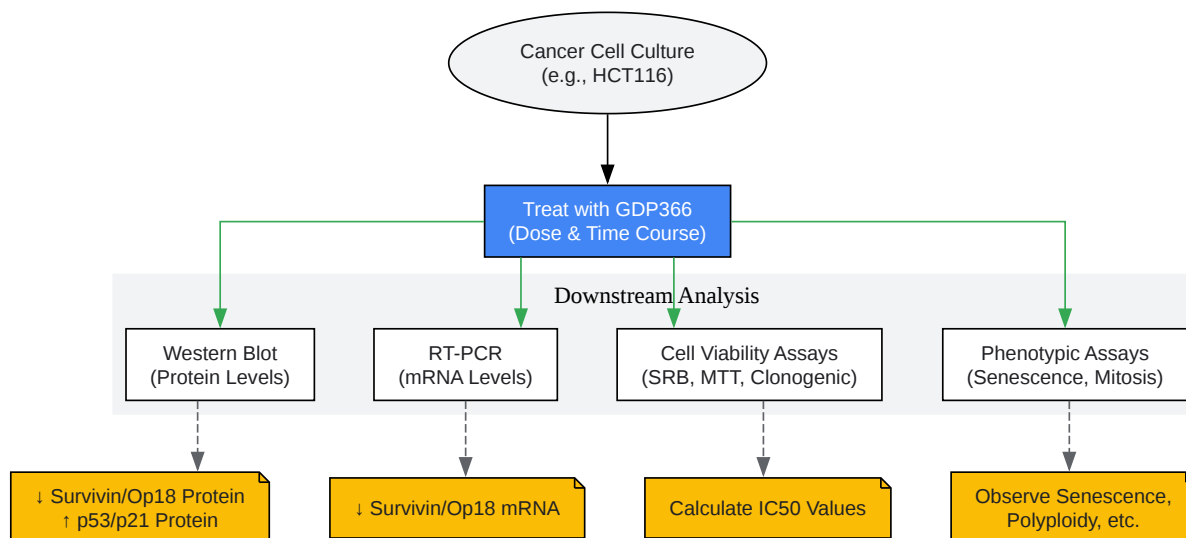 Cancer Cell Culture
(e.g., HCT116)
Treat with GDP366
(Dose & Time Course)
Downstream Analysis
Western Blot
(Protein Levels)
RT-PCR
(mRNA Levels)
Cell Viability Assays
(SRB, MTT, Clonogenic)
Phenotypic Assays
(Senescence, Mitosis)
↓ Survivin/Op18 Protein
↑ p53/p21 Protein
↓ Survivin/Op18 mRNA
Calculate IC50 Values
Observe Senescence,
Polyploidy, etc.